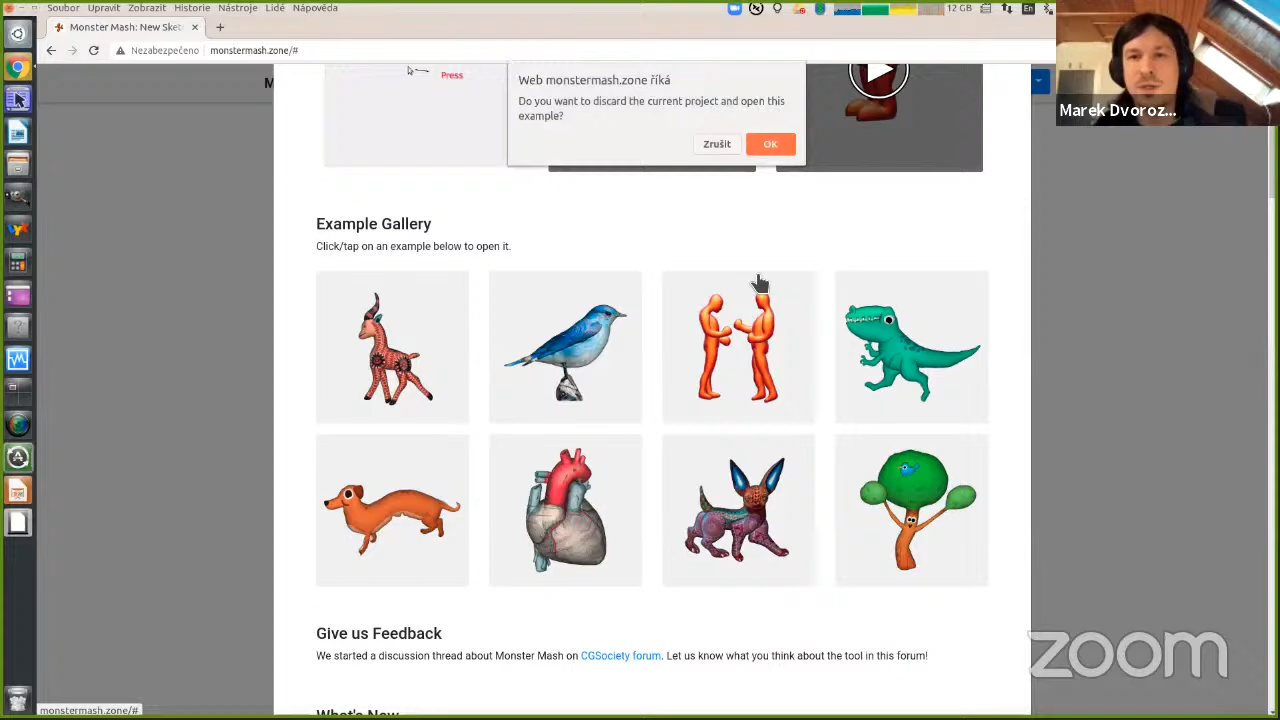 Soubor Upravit Zobrazit Historie Nástroje Lidé Nápověda
12 GB
En
Monster Mash: New Sket
Nezabezpečeno
monstermash.zone/#
M
Press
Web monstermash.zone říká
Do you want to discard the current project and open this
example?
Zrušit
OK
Marek Dvoroz...
Example Gallery
Click/tap on an example below to open it.
Give us Feedback
We started a discussion thread about Monster Mash on CGSociety forum. Let us know what you think about the tool in this forum!
zoom
monstermash.zone/#
What's New